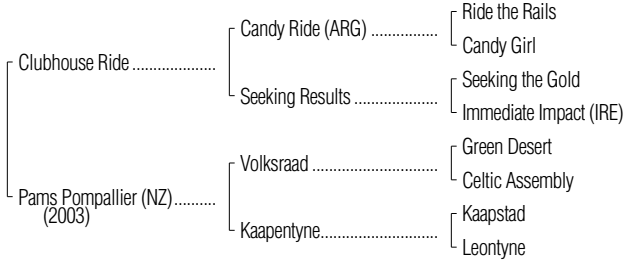 Ride the Rails
Candy Ride (ARG) ................
Candy Girl
Clubhouse Ride ....................
Seeking the Gold
Seeking Results ....................
Immediate Impact (IRE)
Green Desert
Volksraad ..............................
Celtic Assembly
Pams Pompallier (NZ)..........
(2003)
Kaapstad
Kaapentyne............................
Leontyne